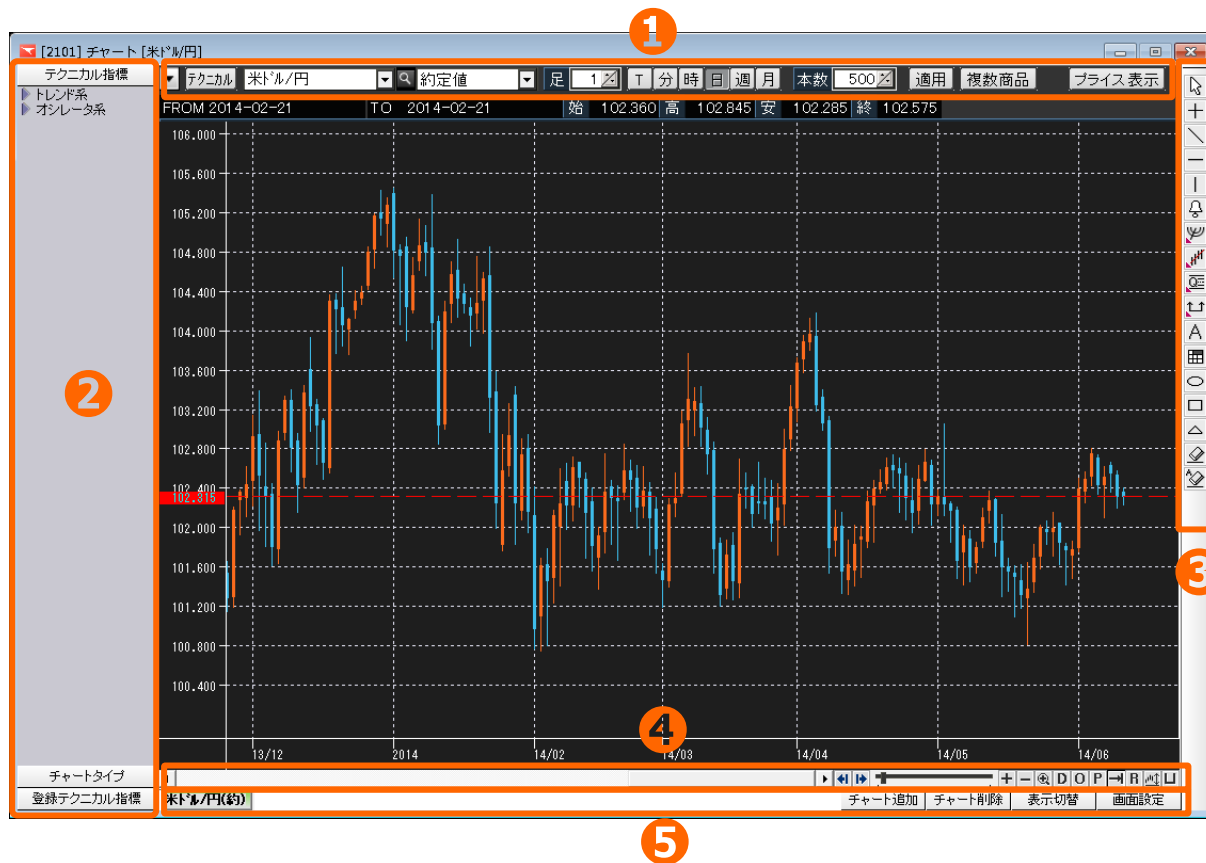 1
[2101] チャート [米ドル/円]
テクニカル指標
トレンド系
オシレータ系
テクニカル 米ドル/円 約定値 足 1 T 分 時 日 週 月 本数 500 適用 複数商品 プライス表示
FROM 2014-02-21 TO 2014-02-21 始 102.360 高 102.845 安 102.285 終 102.575
106.000
105.600
105.200
104.800
104.400
104.000
103.600
103.200
102.800
102.400
102.315
102.000
101.600
101.200
100.800
100.400
2
3
4
13/12 2014 14/02 14/03 14/04 14/05 14/06
A
チャートタイプ
登録テクニカル指標
+ − D O P R
米ドル/円(約) チャート追加 チャート削除 表示切替 画面設定
5